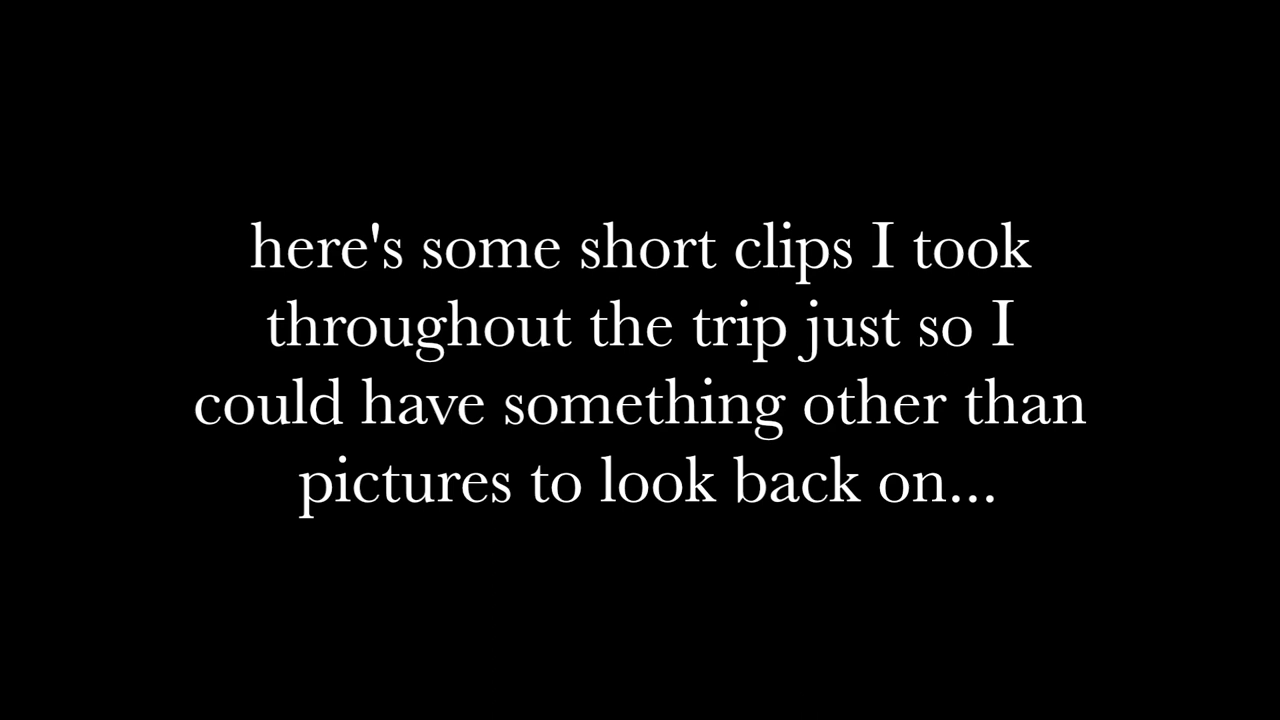 here's some short clips I took
throughout the trip just so I
could have something other than
pictures to look back on...